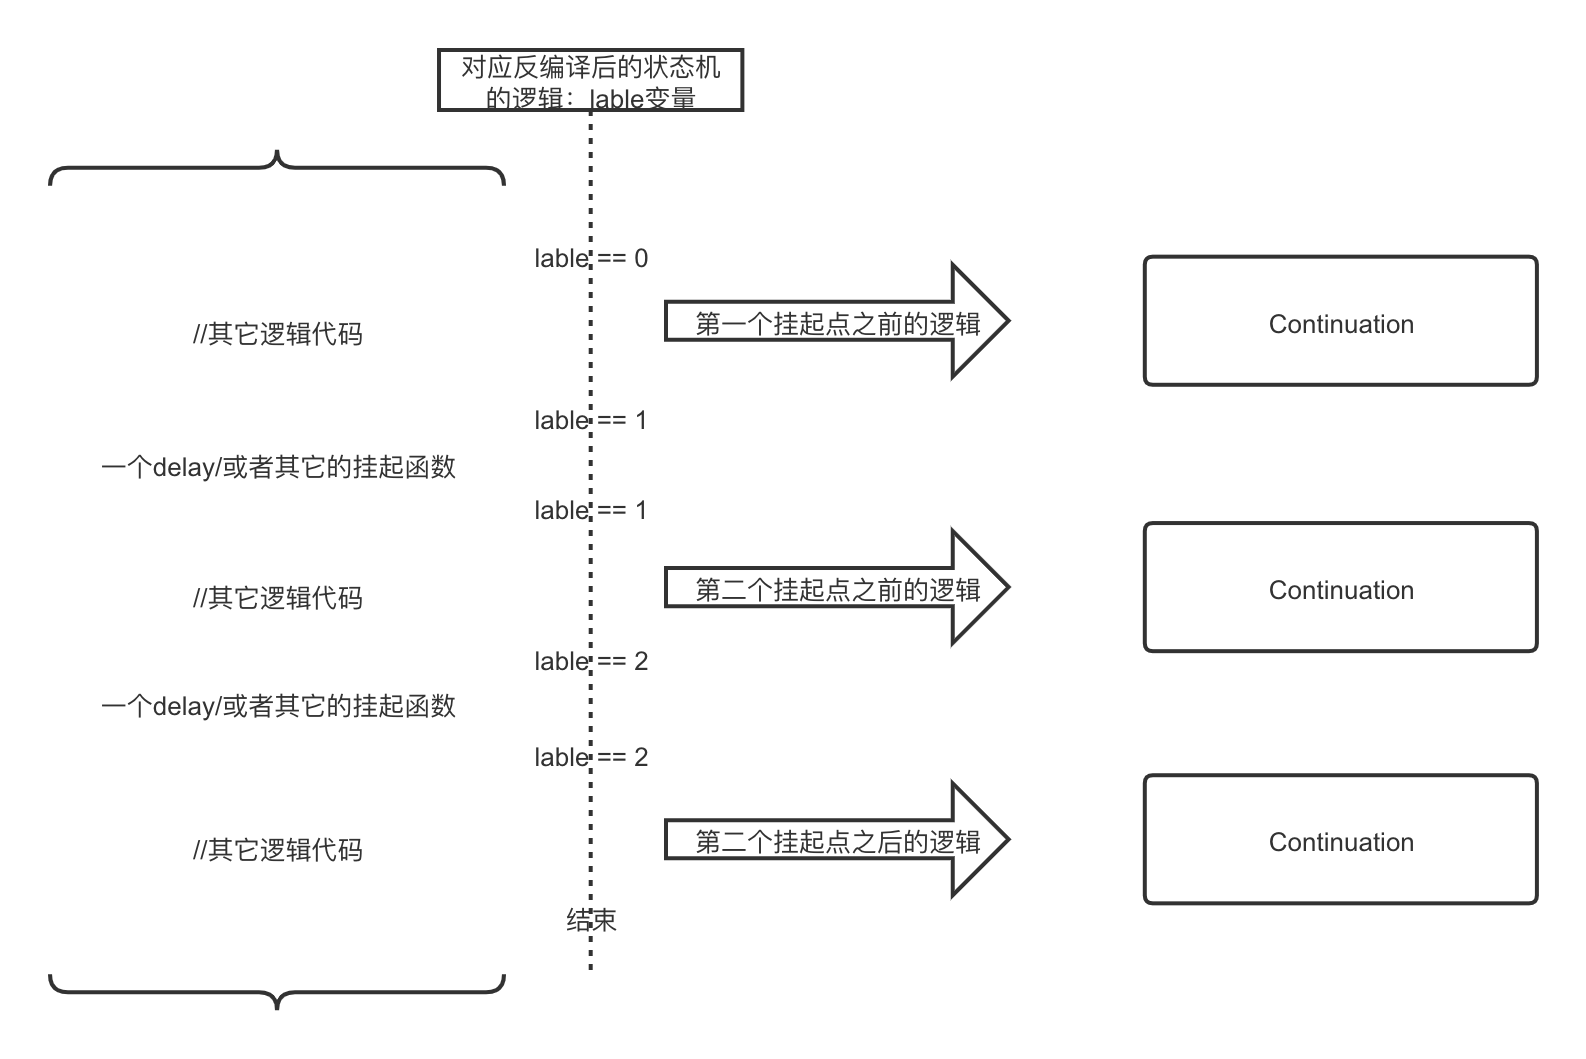 对应反编译后的状态机
的逻辑：lable变量
lable == 0
//其它逻辑代码
第一个挂起点之前的逻辑
Continuation
lable == 1
一个delay/或者其它的挂起函数
lable == 1
//其它逻辑代码
第二个挂起点之前的逻辑
Continuation
lable == 2
一个delay/或者其它的挂起函数
lable == 2
//其它逻辑代码
第二个挂起点之后的逻辑
Continuation
结束